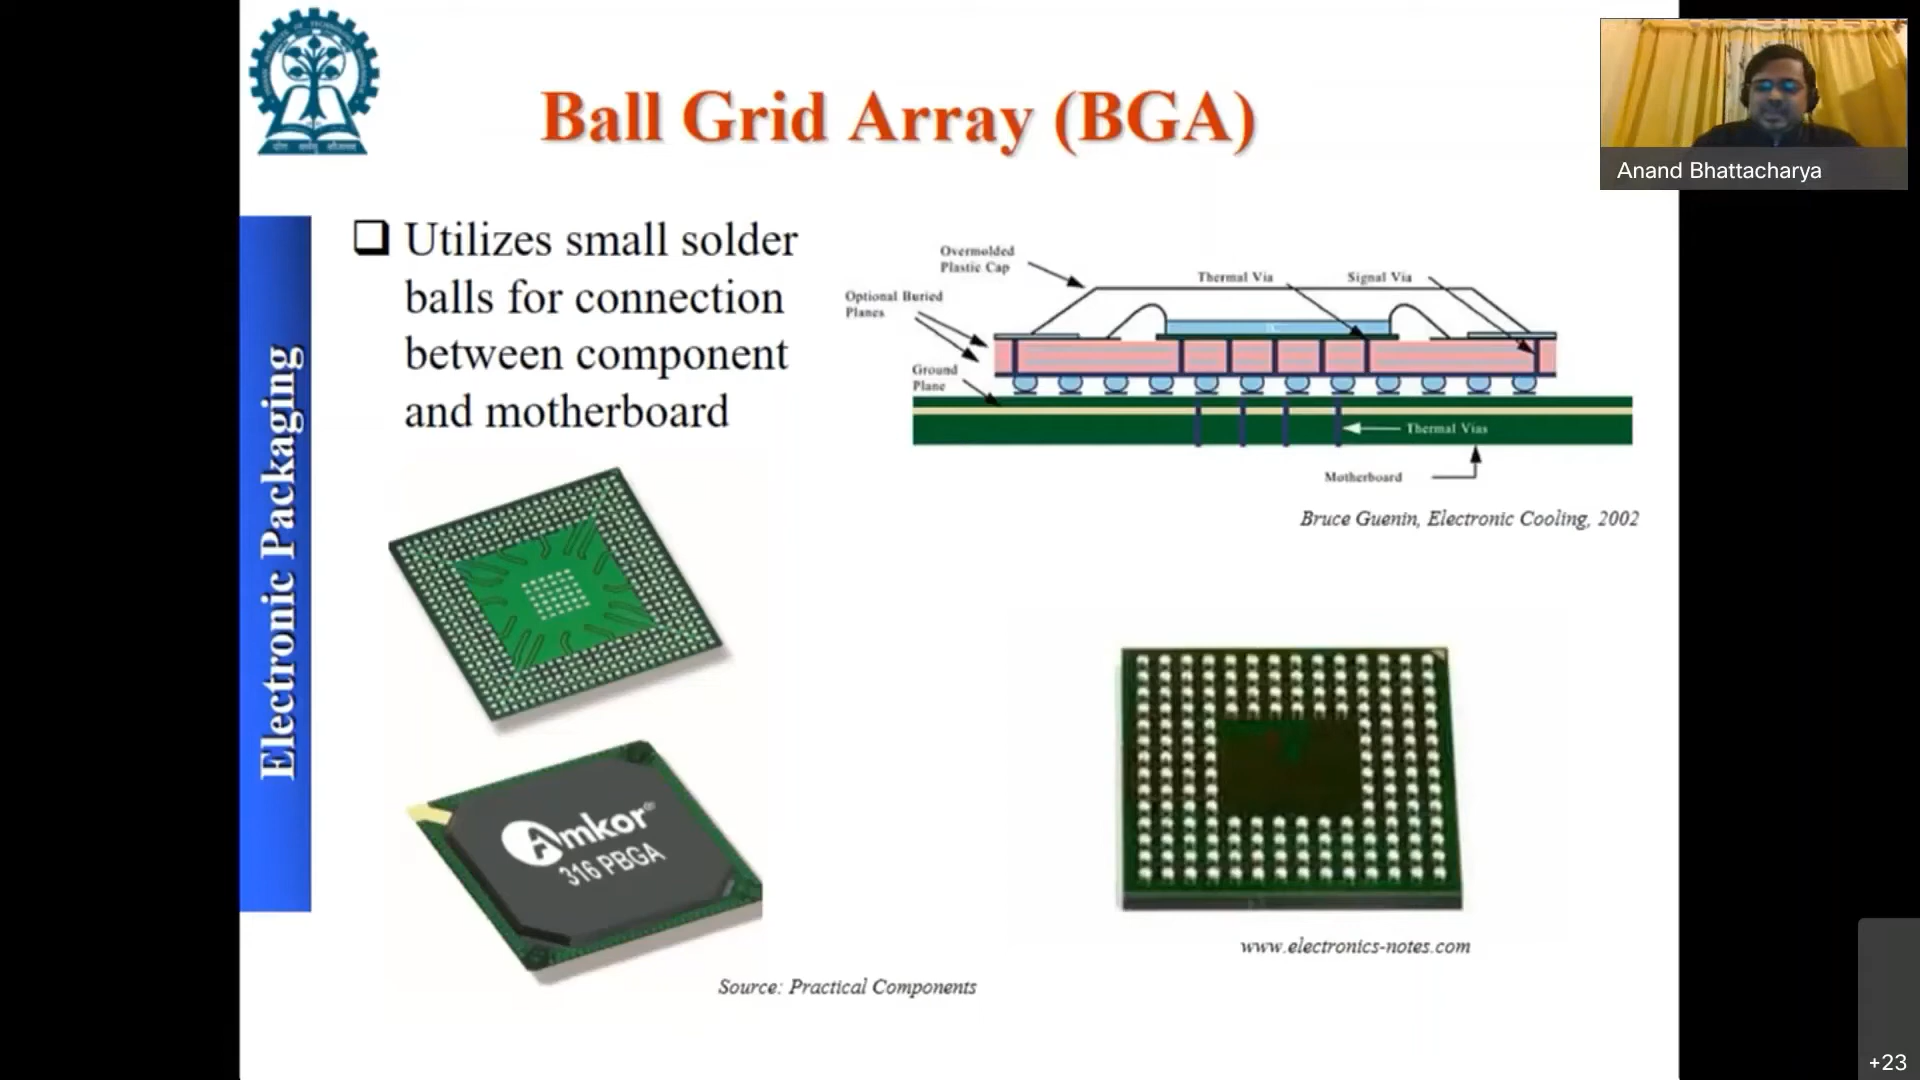 Ball Grid Array (BGA)
Anand Bhattacharya
Electronic Packaging
❑ Utilizes small solder
balls for connection
between component
and motherboard
Overmolded
Plastic Cap
Optional Buried
Planes
Thermal Via
Signal Via
Ground
Plane
Thermal Vias
Motherboard
Bruce Guenin, Electronic Cooling, 2002
Amkor®
316 PBGA
www.electronics-notes.com
Source: Practical Components
+23